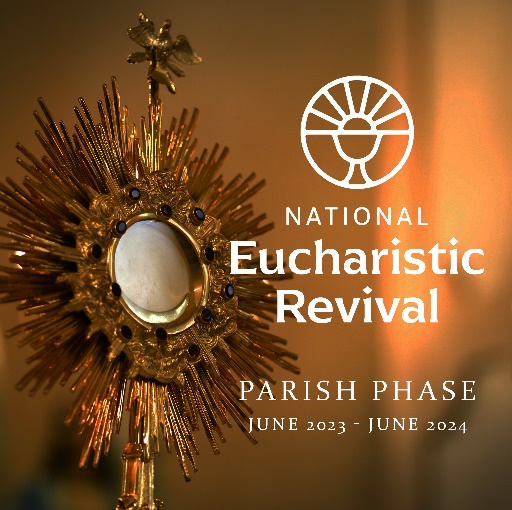 NATIONAL
Eucharistic
Revival
PARISH PHASE
JUNE 2023 - JUNE 2024